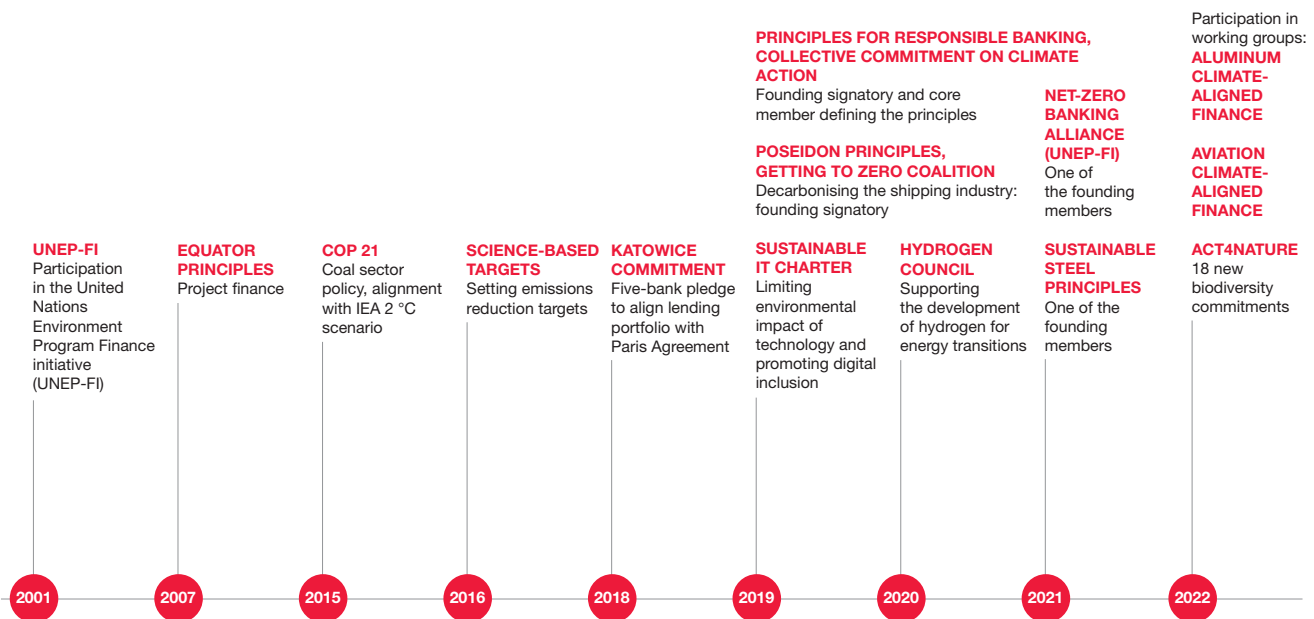 UNEP-FI
Participation
in the United
Nations
Environment
Program Finance
initiative
(UNEP-FI)
2001
EQUATOR
PRINCIPLES
Project finance
2007
COP 21
Coal sector
policy, alignment
with IEA 2 °C
scenario
2015
SCIENCE-BASED
TARGETS
Setting emissions
reduction targets
2016
KATOWICE
COMMITMENT
Five-bank pledge
to align lending
portfolio with
Paris Agreement
2018
PRINCIPLES FOR RESPONSIBLE BANKING,
COLLECTIVE COMMITMENT ON CLIMATE
ACTION
Founding signatory and core
member defining the principles
POSEIDON PRINCIPLES,
GETTING TO ZERO COALITION
Decarbonising the shipping industry:
founding signatory
SUSTAINABLE
IT CHARTER
Limiting
environmental
impact of
technology and
promoting digital
inclusion
2019
HYDROGEN
COUNCIL
Supporting
the development
of hydrogen for
energy transitions
2020
NET-ZERO
BANKING
ALLIANCE
(UNEP-FI)
One of
the founding
members
SUSTAINABLE
STEEL
PRINCIPLES
One of the
founding
members
2021
Participation in
working groups:
ALUMINUM
CLIMATE-
ALIGNED
FINANCE
AVIATION
CLIMATE-
ALIGNED
FINANCE
ACT4NATURE
18 new
biodiversity
commitments
2022